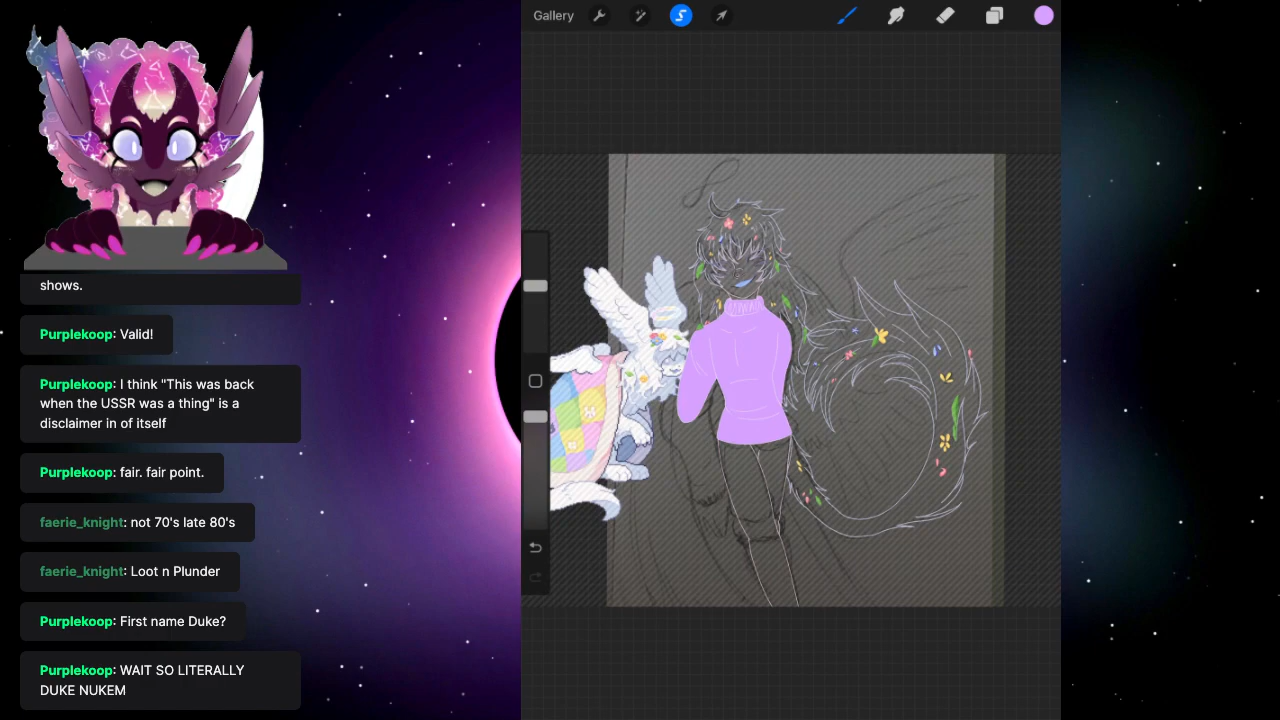 Gallery
shows.
Purplekoop: Valid!
Purplekoop: I think "This was back
when the USSR was a thing" is a
disclaimer in of itself
Purplekoop: fair. fair point.
faerie_knight: not 70's late 80's
faerie_knight: Loot n Plunder
Purplekoop: First name Duke?
Purplekoop: WAIT SO LITERALLY
DUKE NUKEM